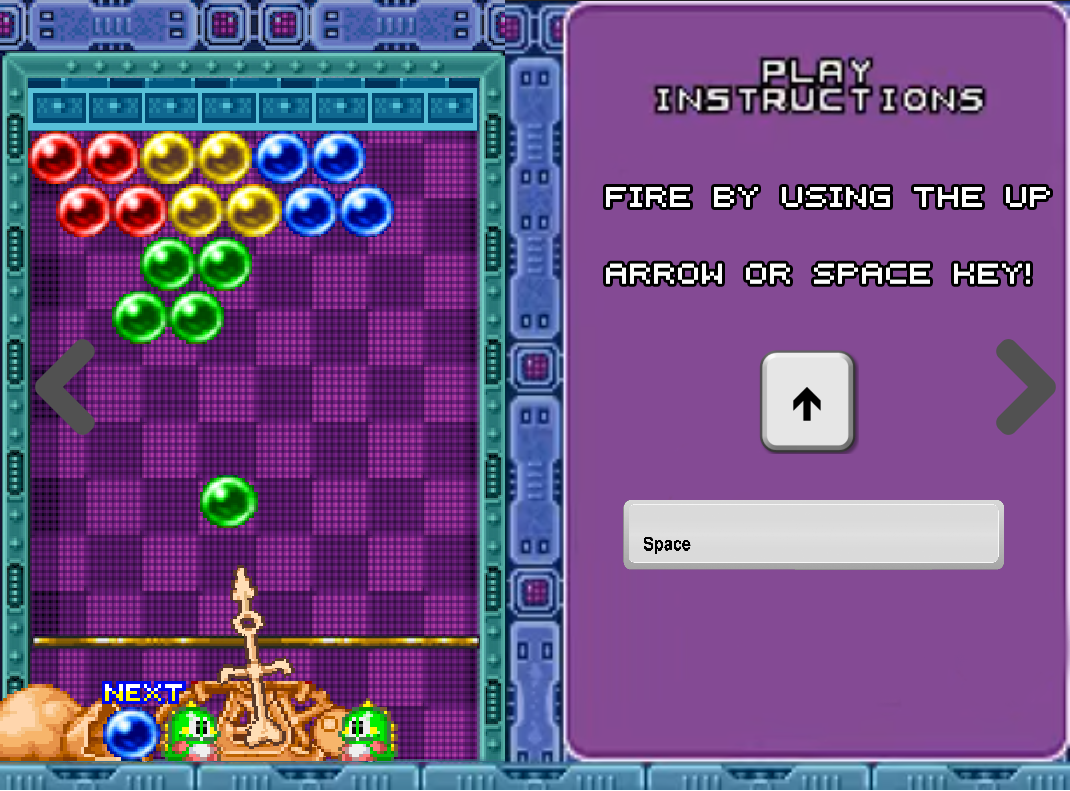 PLAY
INSTRUCTIONS
FIRE BY USING THE UP
ARROW OR SPACE KEY!
Space
NEXT